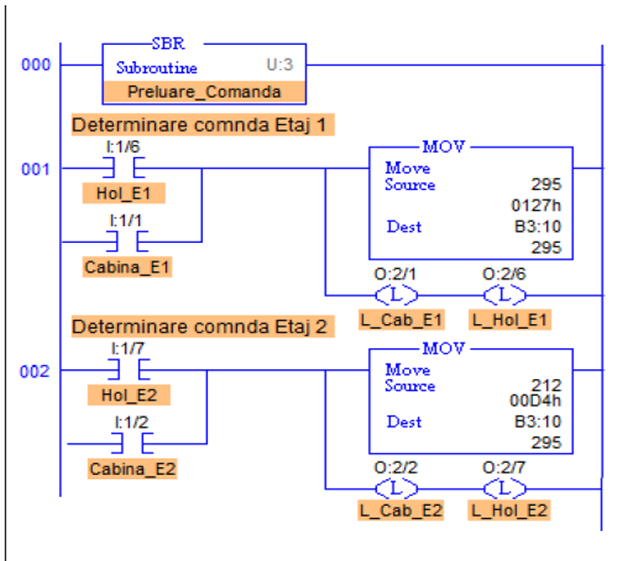 SBR
000
Subroutine U:3
Preluare_Comanda
Determinare comnda Etaj 1
I:1/6
MOV
001
Move
Hol_E1
Source 295
0127h
I:1/1
Dest B3:10
295
Cabina_E1
O:2/1 O:2/6
L L
L_Cab_E1 L_Hol_E1
Determinare comnda Etaj 2
I:1/7
MOV
002
Move
Hol_E2
Source 212
00D4h
I:1/2
Dest B3:10
295
Cabina_E2
O:2/2 O:2/7
L L
L_Cab_E2 L_Hol_E2